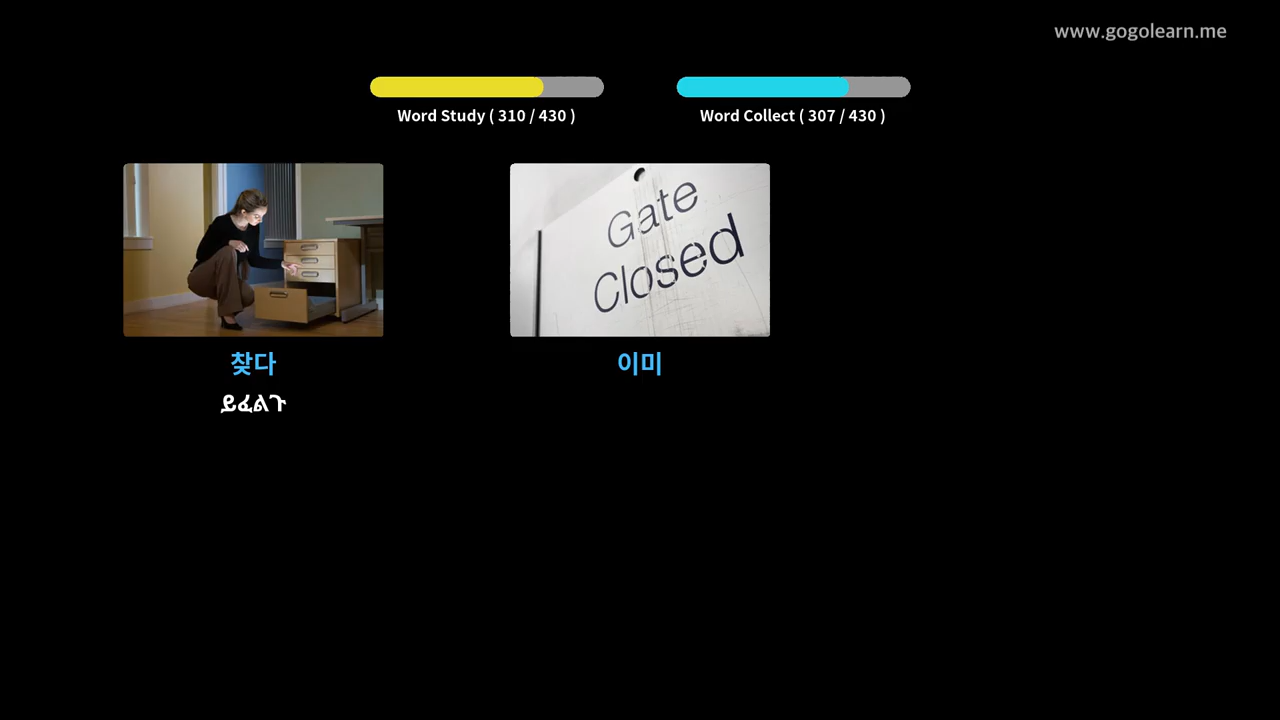 www.gogolearn.me
Word Study ( 310 / 430 )
Word Collect ( 307 / 430 )
Gate
Closed
찾다
이미
ይፈልጉ